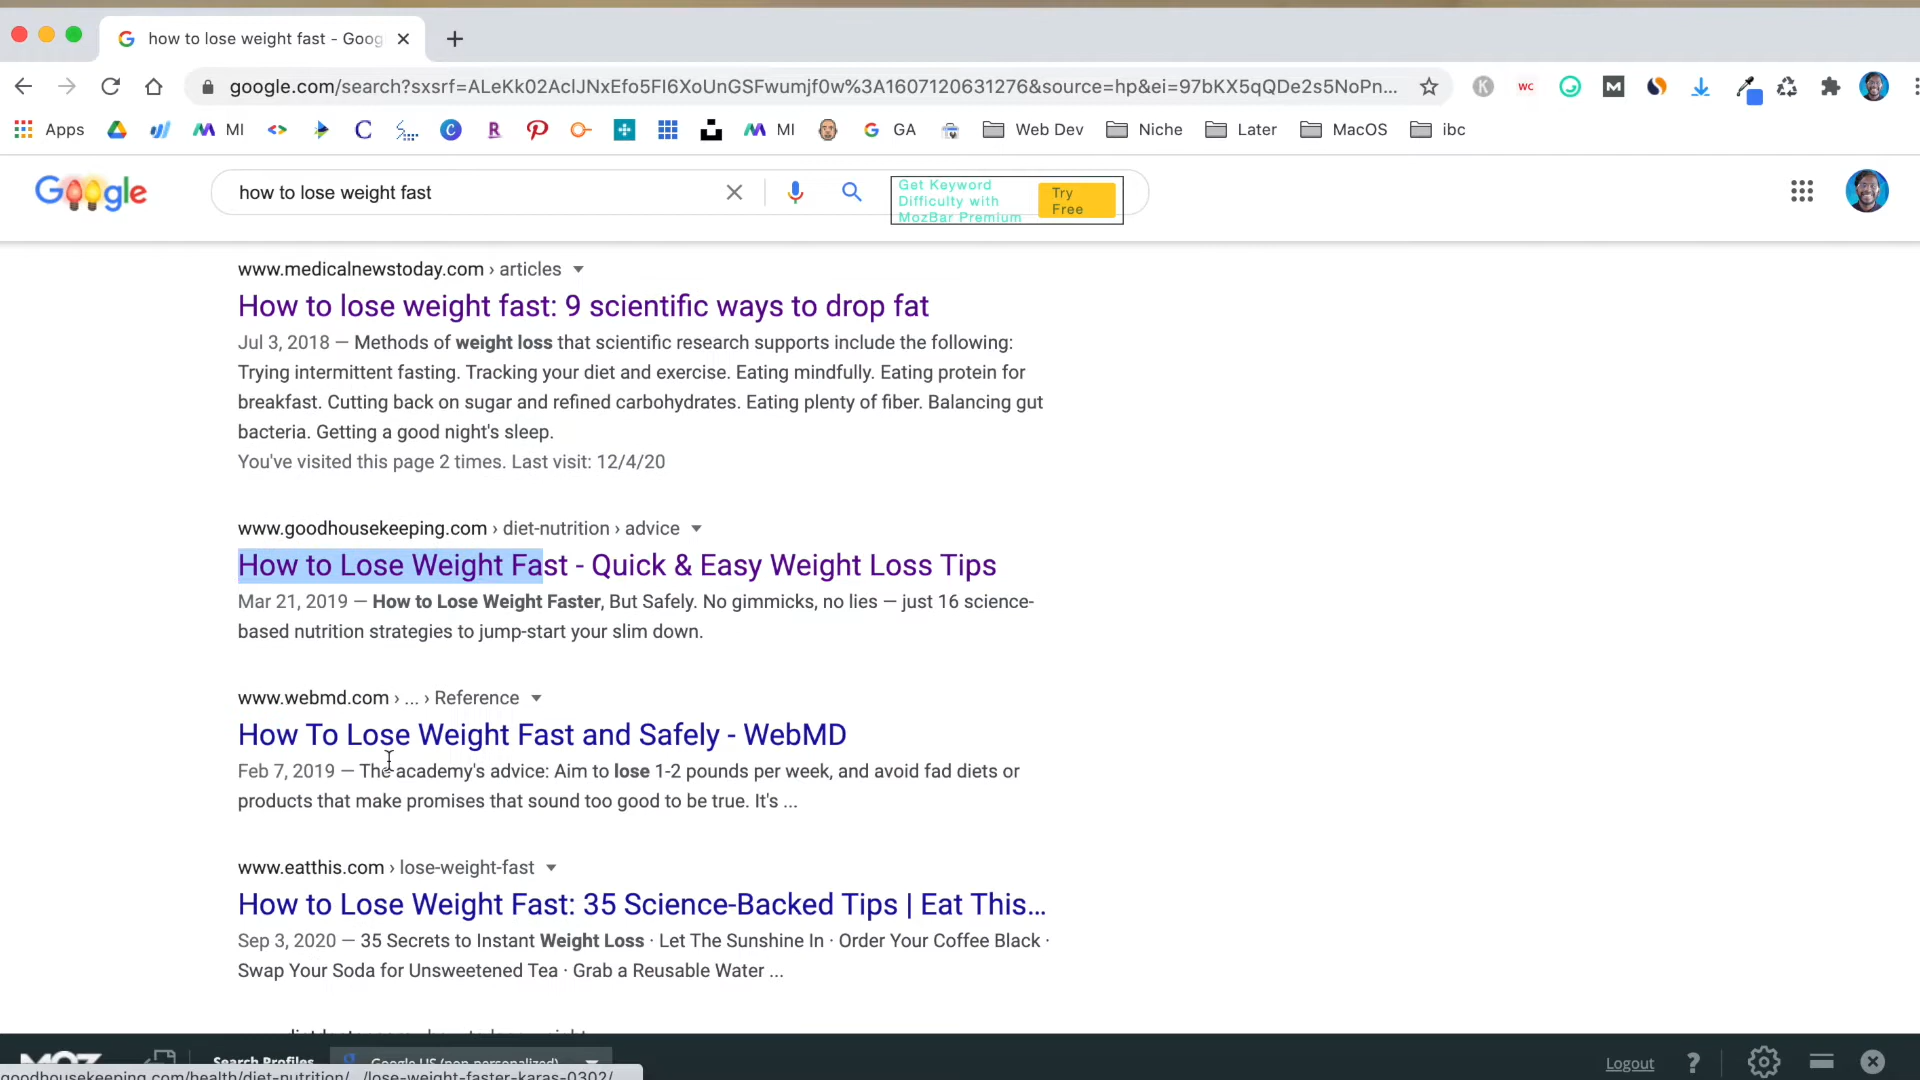 how to lose weight fast - Goog
google.com/search?sxsrf=ALeKk02AclJNxEfo5Fl6XoUnGSFwumjf0w%3A1607120631276&source=hp&ei=97bKX5qQDe2s5NoPn...
K
WC
M
Apps
MI
MI
GA
Web Dev
Niche
Later
MacOS
ibc
Google
how to lose weight fast
Get Keyword
Difficulty with
MozBar Premium
Try
Free
www.medicalnewstoday.com › articles
How to lose weight fast: 9 scientific ways to drop fat
Jul 3, 2018 — Methods of weight loss that scientific research supports include the following:
Trying intermittent fasting. Tracking your diet and exercise. Eating mindfully. Eating protein for
breakfast. Cutting back on sugar and refined carbohydrates. Eating plenty of fiber. Balancing gut
bacteria. Getting a good night's sleep.
You've visited this page 2 times. Last visit: 12/4/20
www.goodhousekeeping.com › diet-nutrition › advice
How to Lose Weight Fast - Quick & Easy Weight Loss Tips
Mar 21, 2019 — How to Lose Weight Faster, But Safely. No gimmicks, no lies — just 16 science-
based nutrition strategies to jump-start your slim down.
www.webmd.com › ... › Reference
How To Lose Weight Fast and Safely - WebMD
Feb 7, 2019 — The academy's advice: Aim to lose 1-2 pounds per week, and avoid fad diets or
products that make promises that sound too good to be true. It's ...
www.eatthis.com › lose-weight-fast
How to Lose Weight Fast: 35 Science-Backed Tips | Eat This...
Sep 3, 2020 — 35 Secrets to Instant Weight Loss · Let The Sunshine In · Order Your Coffee Black ·
Swap Your Soda for Unsweetened Tea · Grab a Reusable Water ...
MOZ
Search Profiles
Google US (non-personalized)
Logout
?
goodhousekeeping.com/health/diet-nutrition/.../lose-weight-faster-karas-0302/